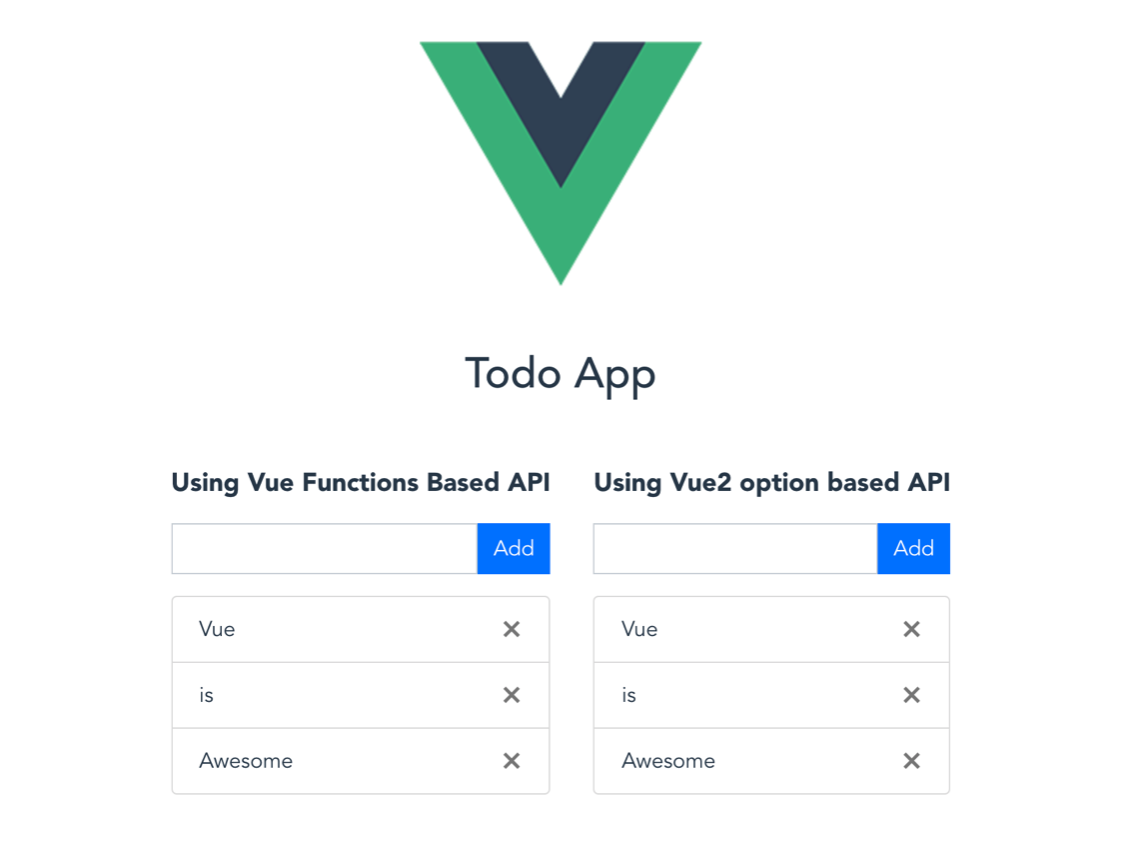 Todo App
Using Vue Functions Based API
Add
Vue
is
Awesome
Using Vue2 option based API
Add
Vue
is
Awesome